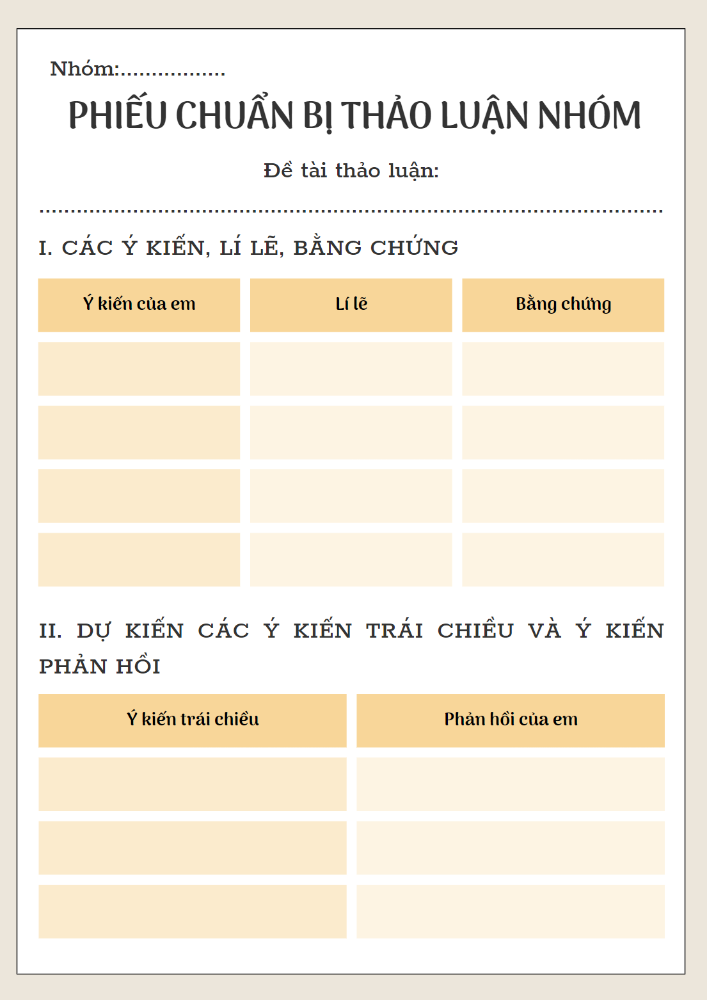 Nhóm:.................
PHIẾU CHUẨN BỊ THẢO LUẬN NHÓM
Đề tài thảo luận:
....................................................................................................
I. CÁC Ý KIẾN, LÍ LẼ, BẰNG CHỨNG
Ý kiến của em
Lí lẽ
Bằng chứng
II. DỰ KIẾN CÁC Ý KIẾN TRÁI CHIỀU VÀ Ý KIẾN
PHẢN HỒI
Ý kiến trái chiều
Phản hồi của em